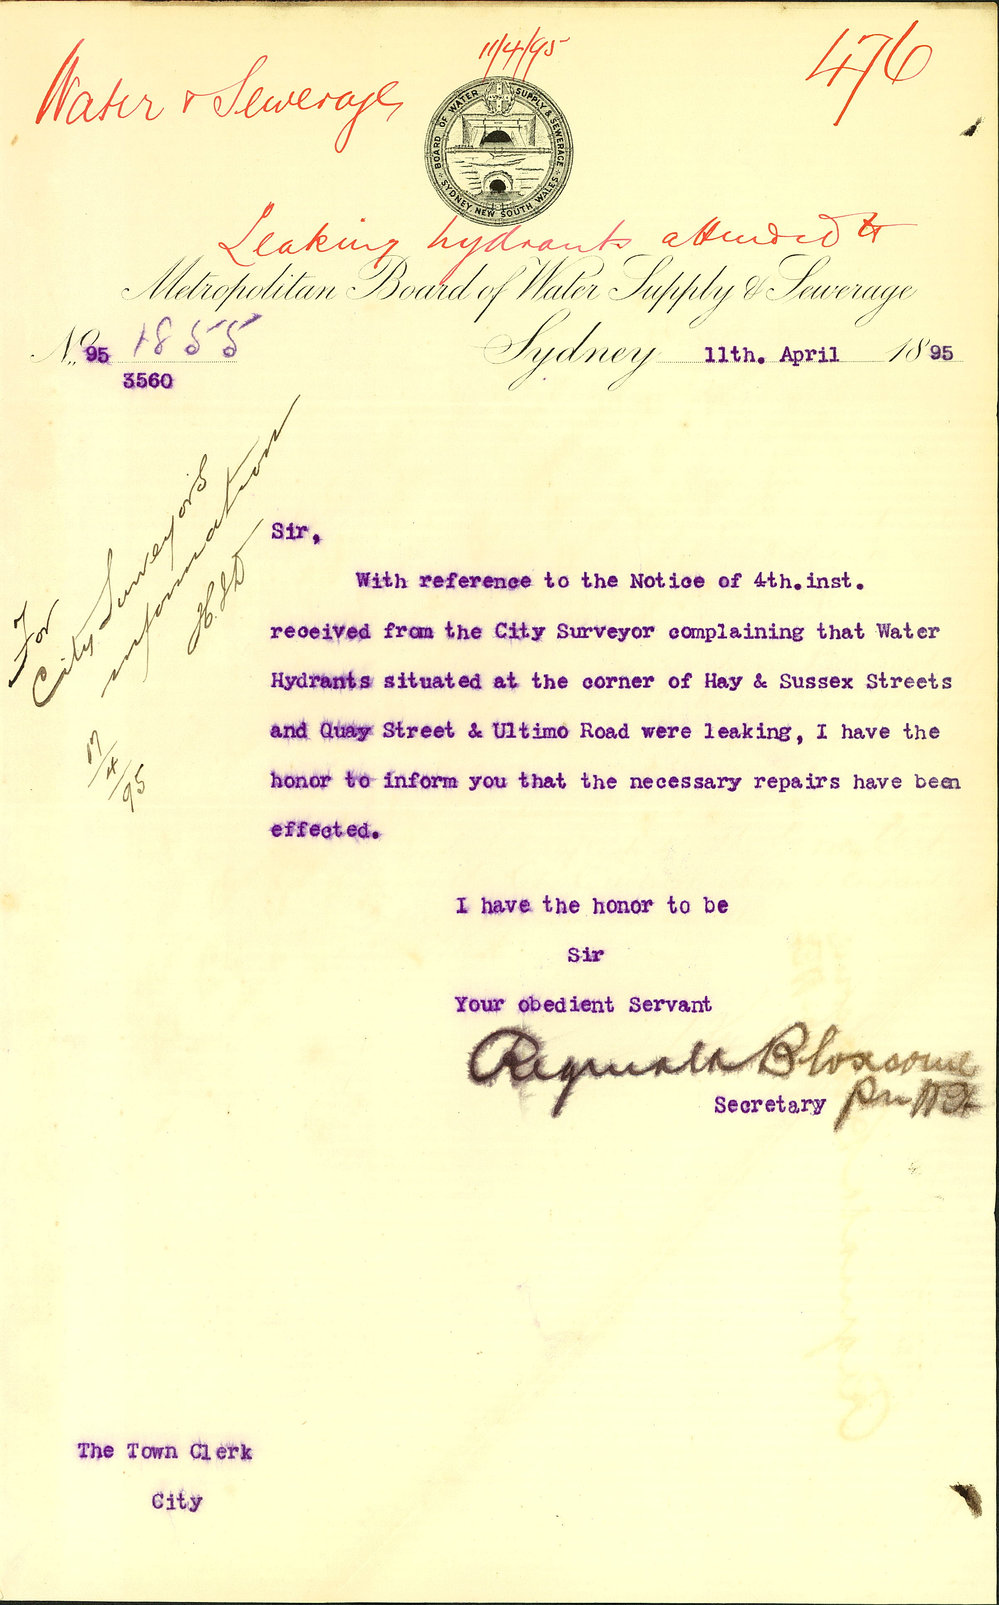 11/4/95
476
Water & Sewerage
BOARD OF WATER SUPPLY & SEWERAGE
SYDNEY NEW SOUTH WALES
Leaking hydrants attended to
Metropolitan Board of Water Supply & Sewerage
No. 95 1855
3560
Sydney 11th. April 1895
For
City Surveyor's
information
H.J.D
17/4/95
Sir,
With reference to the Notice of 4th.inst.
received from the City Surveyor complaining that Water
Hydrants situated at the corner of Hay & Sussex Streets
and Quay Street & Ultimo Road were leaking, I have the
honor to inform you that the necessary repairs have been
effected.
I have the honor to be
Sir
Your obedient Servant
Reginald Bloxsome
Secretary
The Town Clerk
City